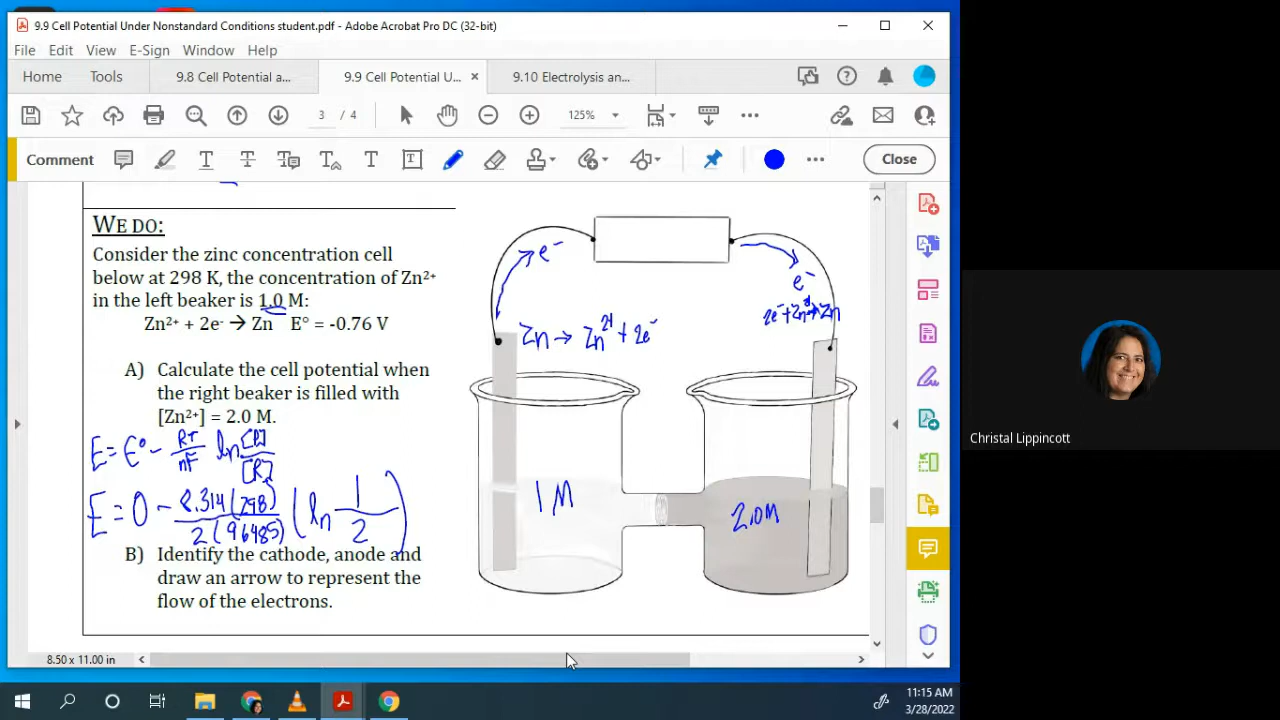 9.9 Cell Potential Under Nonstandard Conditions student.pdf - Adobe Acrobat Pro DC (32-bit)
File Edit View E-Sign Window Help
Home Tools 9.8 Cell Potential a... 9.9 Cell Potential U... × 9.10 Electrolysis an...
3 / 4 125%
Comment Close
WE DO:
Consider the zinc concentration cell
below at 298 K, the concentration of Zn²⁺
in the left beaker is 1.0 M:
Zn²⁺ + 2e⁻ → Zn E° = -0.76 V
A) Calculate the cell potential when
the right beaker is filled with
[Zn²⁺] = 2.0 M.
E = E° - RT/nF ln [P]/[R]
E = 0 - 8.314(298)/2(96485) (ln 1/2)
B) Identify the cathode, anode and
draw an arrow to represent the
flow of the electrons.
e⁻
e⁻
Zn → Zn²⁺ + 2e⁻
2e⁻ + Zn²⁺ → Zn
1 M
2.0M
8.50 x 11.00 in
Christal Lippincott
11:15 AM
3/28/2022